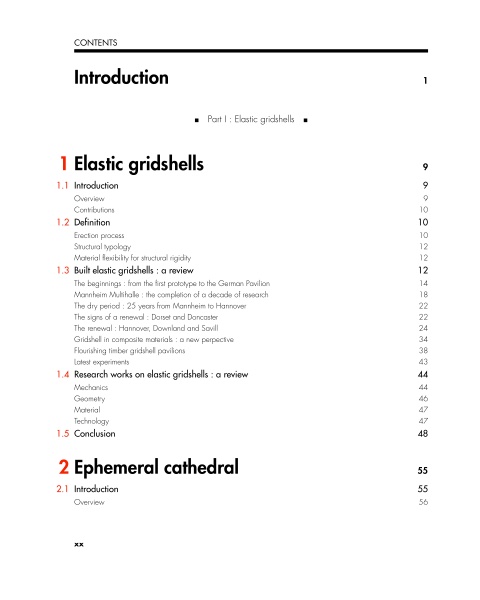 CONTENTS
Introduction 1
▪ Part I : Elastic gridshells ▪
1 Elastic gridshells 9
1.1 Introduction 9
Overview 9
Contributions 10
1.2 Definition 10
Erection process 10
Structural typology 12
Material flexibility for structural rigidity 12
1.3 Built elastic gridshells : a review 12
The beginnings : from the first prototype to the German Pavilion 14
Mannheim Multihalle : the completion of a decade of research 18
The dry period : 25 years from Mannheim to Hannover 22
The signs of a renewal : Dorset and Doncaster 22
The renewal : Hannover, Downland and Savill 24
Gridshell in composite materials : a new perpective 34
Flourishing timber gridshell pavilions 38
Latest experiments 43
1.4 Research works on elastic gridshells : a review 44
Mechanics 44
Geometry 46
Material 47
Technology 47
1.5 Conclusion 48
2 Ephemeral cathedral 55
2.1 Introduction 55
Overview 56
xx